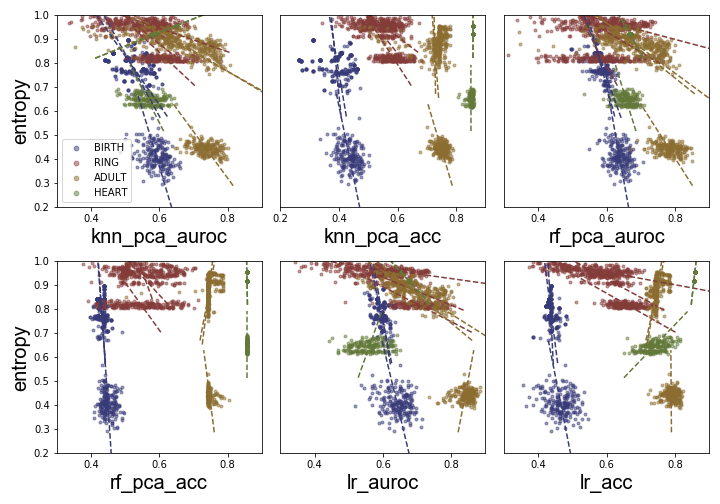 1.0
0.9
0.8
0.7
0.6
0.5
0.4
0.3
0.2
entropy
BIRTH
RING
ADULT
HEART
0.4 0.6 0.8
knn_pca_auroc
0.2 0.4 0.6 0.8
knn_pca_acc
0.4 0.6 0.8
rf_pca_auroc
1.0
0.9
0.8
0.7
0.6
0.5
0.4
0.3
0.2
entropy
0.4 0.6 0.8
rf_pca_acc
0.4 0.6 0.8
lr_auroc
0.4 0.6 0.8
lr_acc